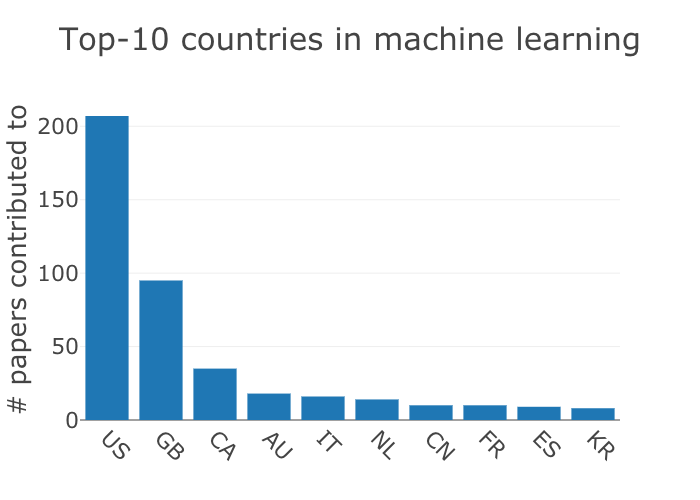 Top-10 countries in machine learning
# papers contributed to
200
150
100
50
0
US GB CA AU IT NL CN FR ES KR